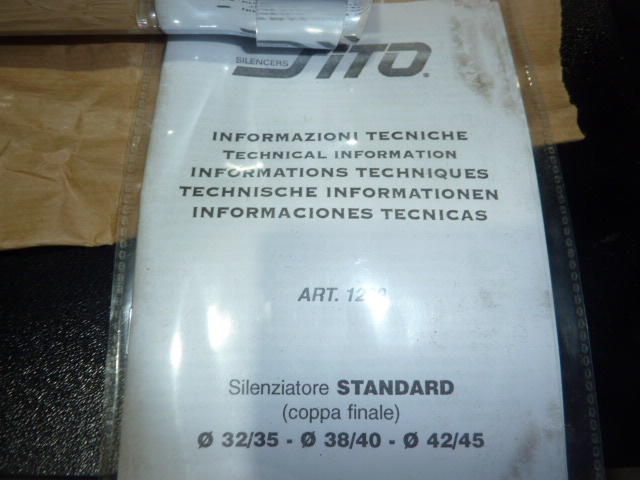 SILENCERS SITO®
INFORMAZIONI TECNICHE
TECHNICAL INFORMATION
INFORMATIONS TECHNIQUES
TECHNISCHE INFORMATIONEN
INFORMACIONES TECNICAS
ART.
Silenziatore STANDARD
(coppa finale)
Ø 32/35 - Ø 38/40 - Ø 42/45